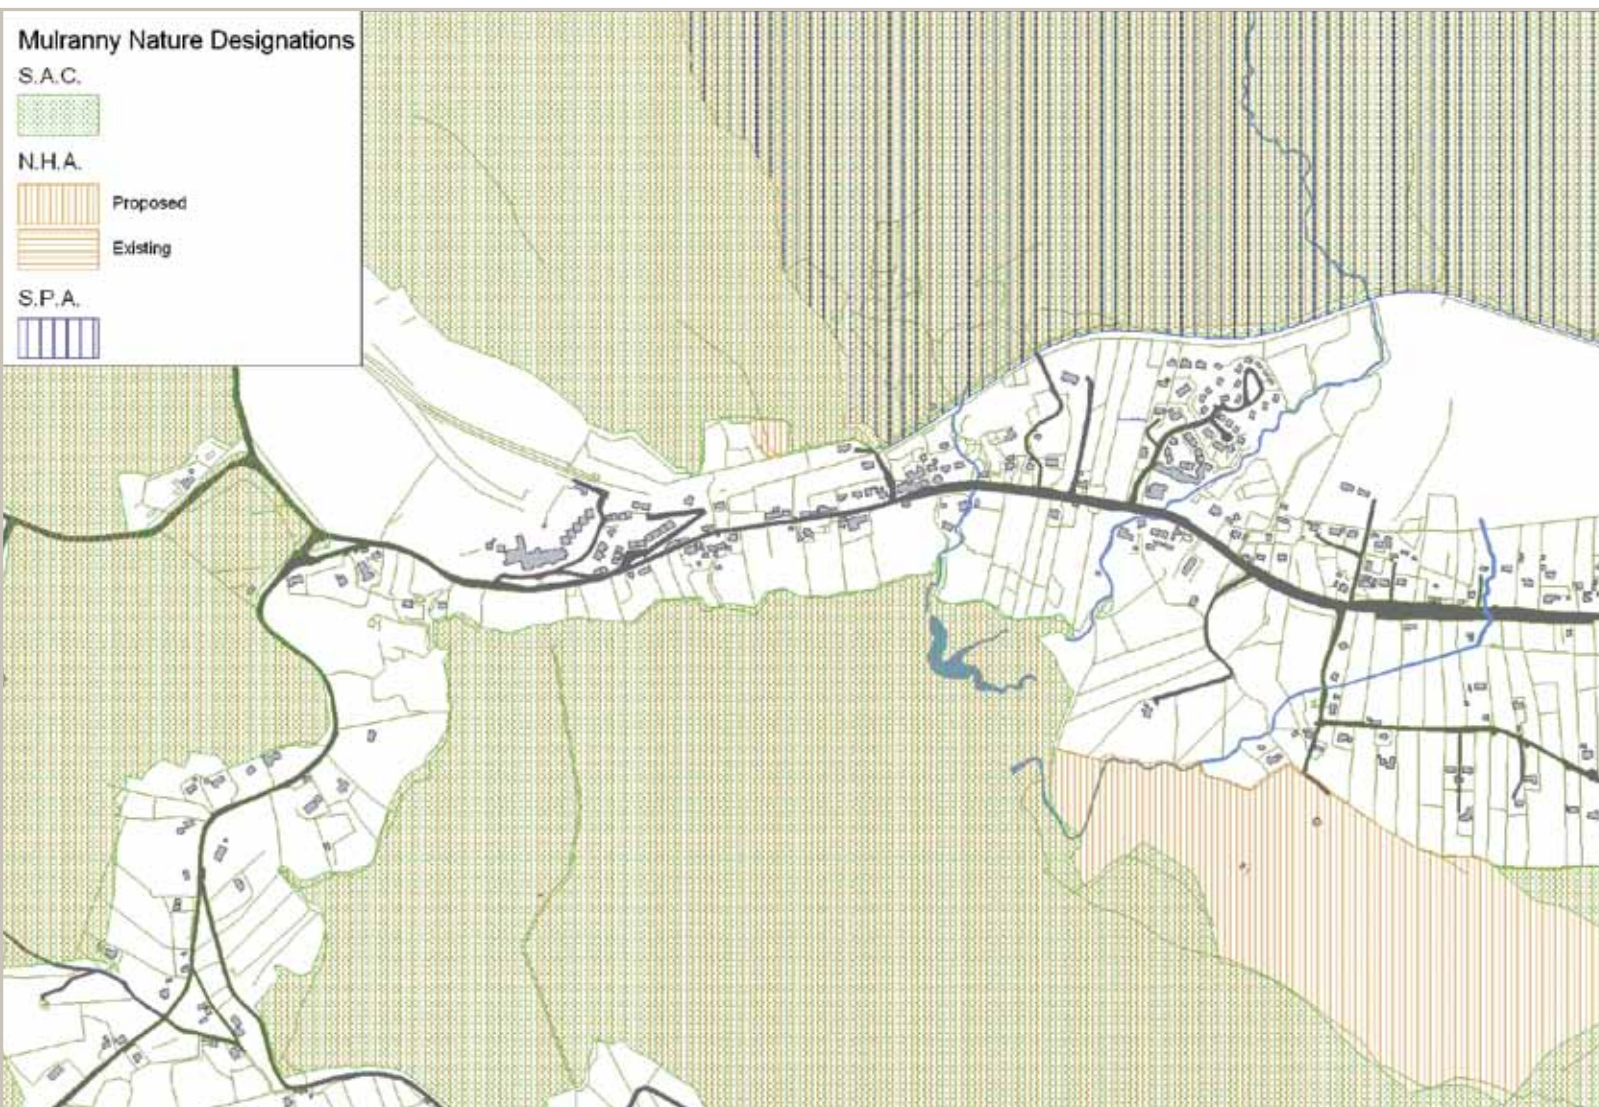 Mulranny Nature Designations
S.A.C.
N.H.A.
Proposed
Existing
S.P.A.